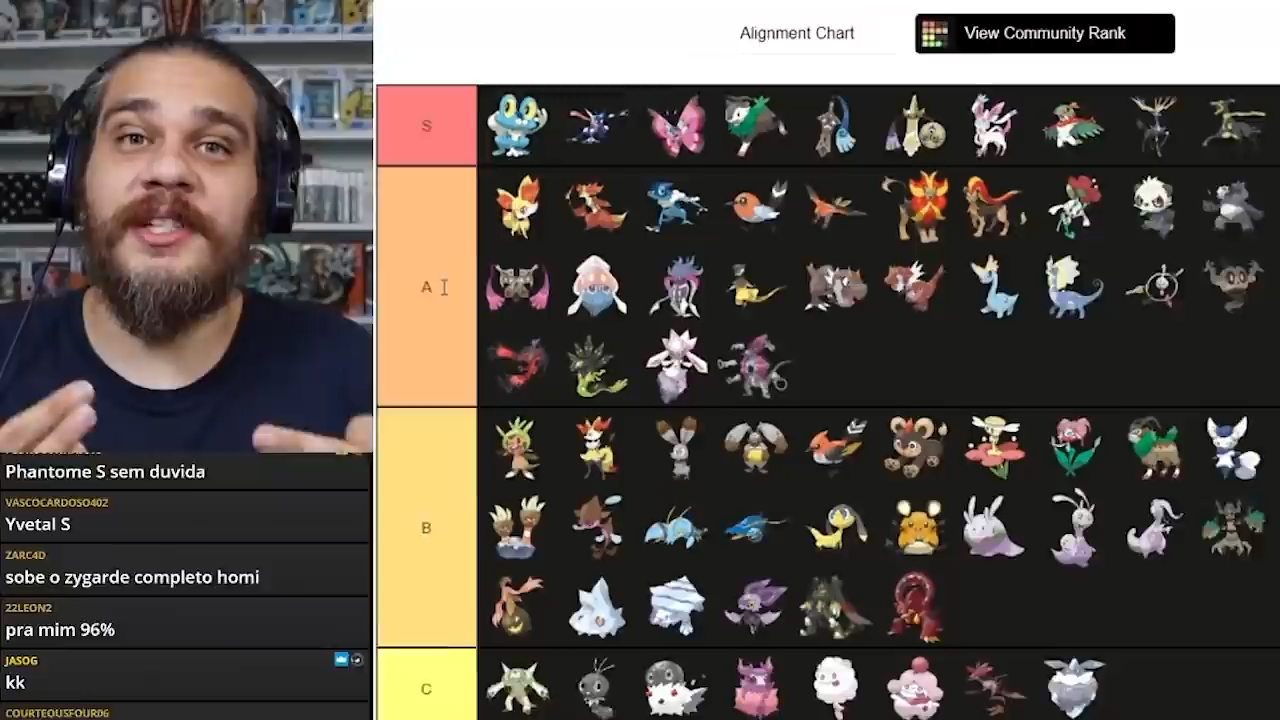 Alignment Chart
View Community Rank
S
A
B
C
Phantome S sem duvida
VASCOCARDOSO402
Yvetal S
ZARC4D
sobe o zygarde completo homi
22LEON2
pra mim 96%
JASOG
kk
COURTEOUSFOUR06